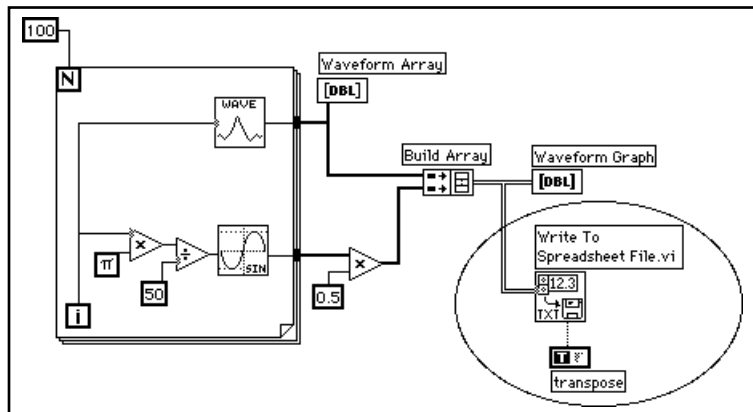 100
N
Waveform Array
[DBL]
WAVE
Build Array
Waveform Graph
[DBL]
Write To
Spreadsheet File.vi
π
×
÷
SIN
50
i
0.5
×
12.3
TXT
T
transpose